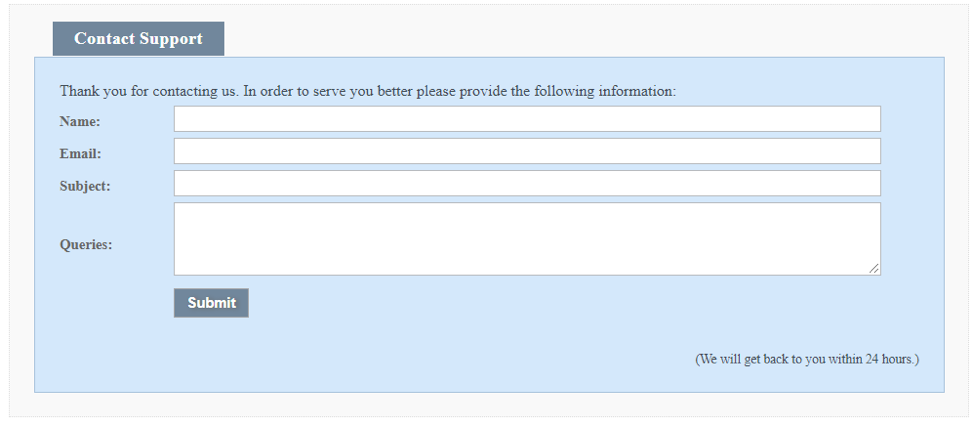 Contact Support
Thank you for contacting us. In order to serve you better please provide the following information:
Name:
Email:
Subject:
Queries:
Submit
(We will get back to you within 24 hours.)